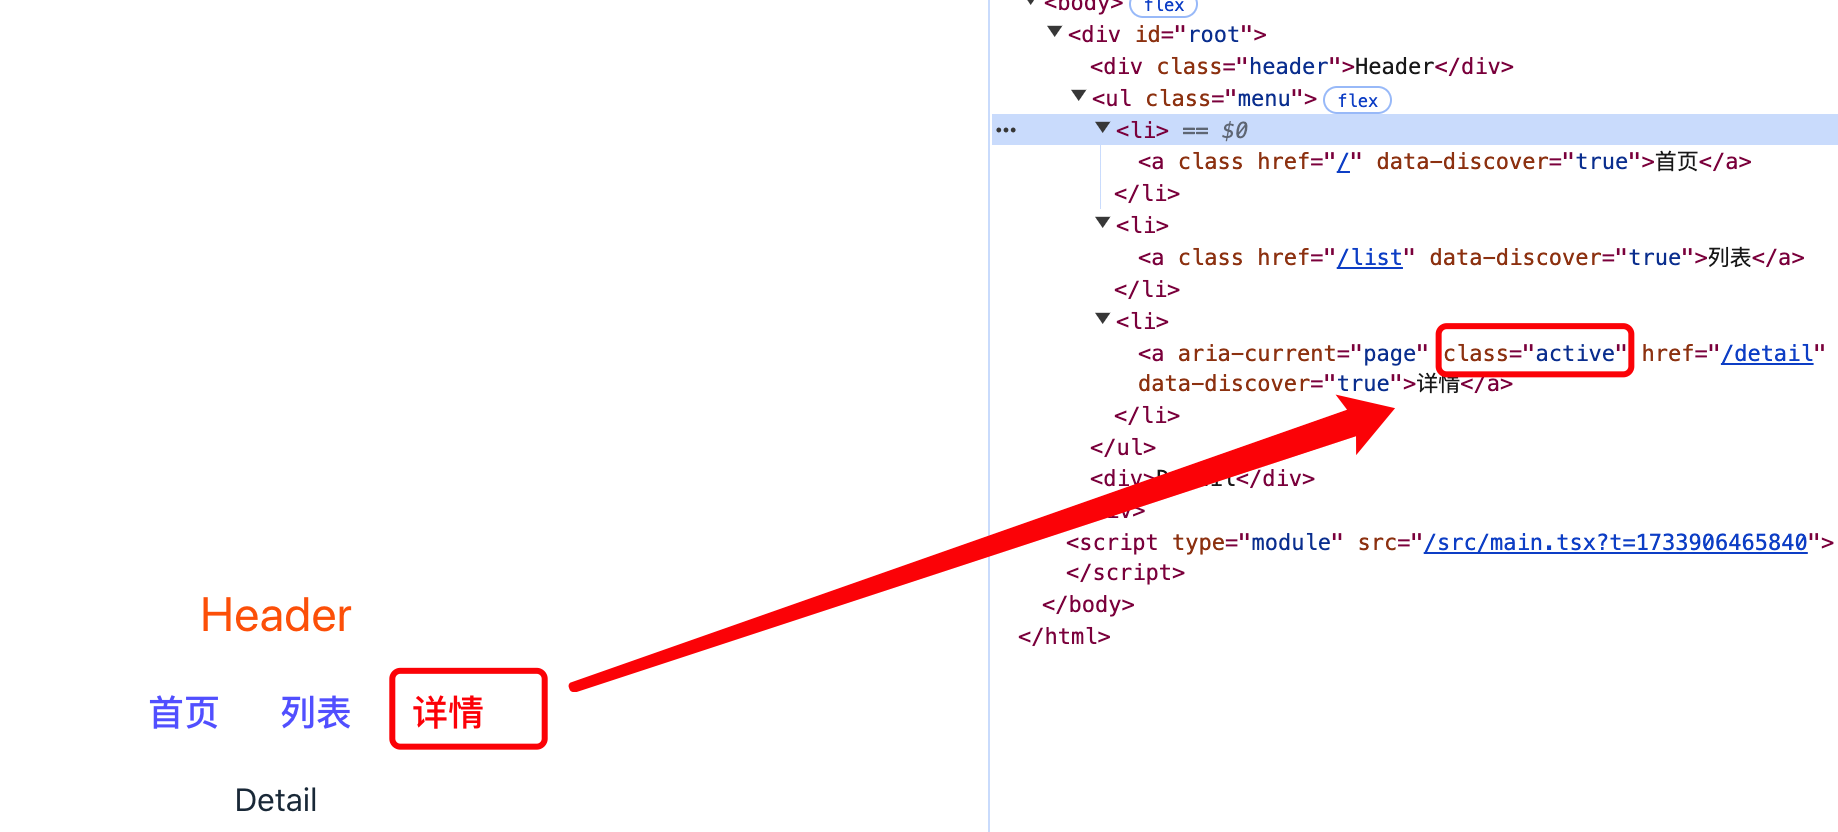 Header
首页 列表 详情
Detail
<body> flex
<div id="root">
<div class="header">Header</div>
<ul class="menu"> flex
<li> == $0
<a class href="/" data-discover="true">首页</a>
</li>
<li>
<a class href="/list" data-discover="true">列表</a>
</li>
<li>
<a aria-current="page" class="active" href="/detail"
data-discover="true">详情</a>
</li>
</ul>
<div></div>
<script type="module" src="/src/main.tsx?t=1733906465840">
</script>
</body>
</html>